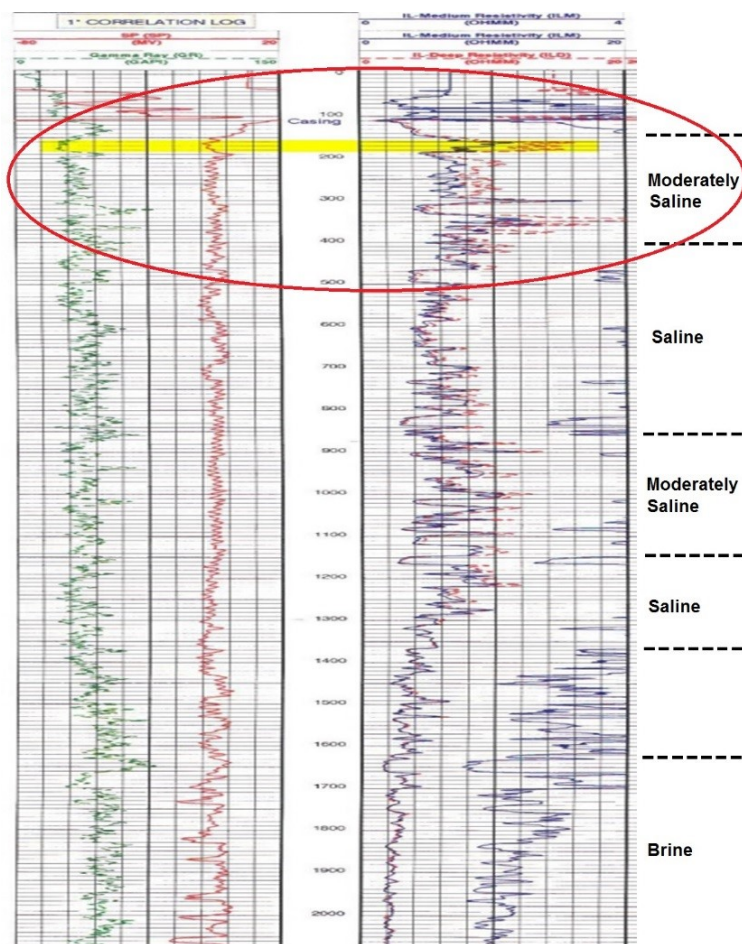 1" CORRELATION LOG
SP (SP)
-80 (MV) 20
Gamma Ray (GR)
0 (GAPI) 150
IL-Medium Resistivity (ILM)
0 (OHMM) 4
IL-Medium Resistivity (ILM)
0 (OHMM) 20
IL-Deep Resistivity (ILD)
0 (OHMM) 20
0
100
Casing
200
Moderately
Saline
300
400
500
600
Saline
700
800
900
Moderately
Saline
1000
1100
1200
Saline
1300
1400
1500
1600
1700
1800
Brine
1900
2000